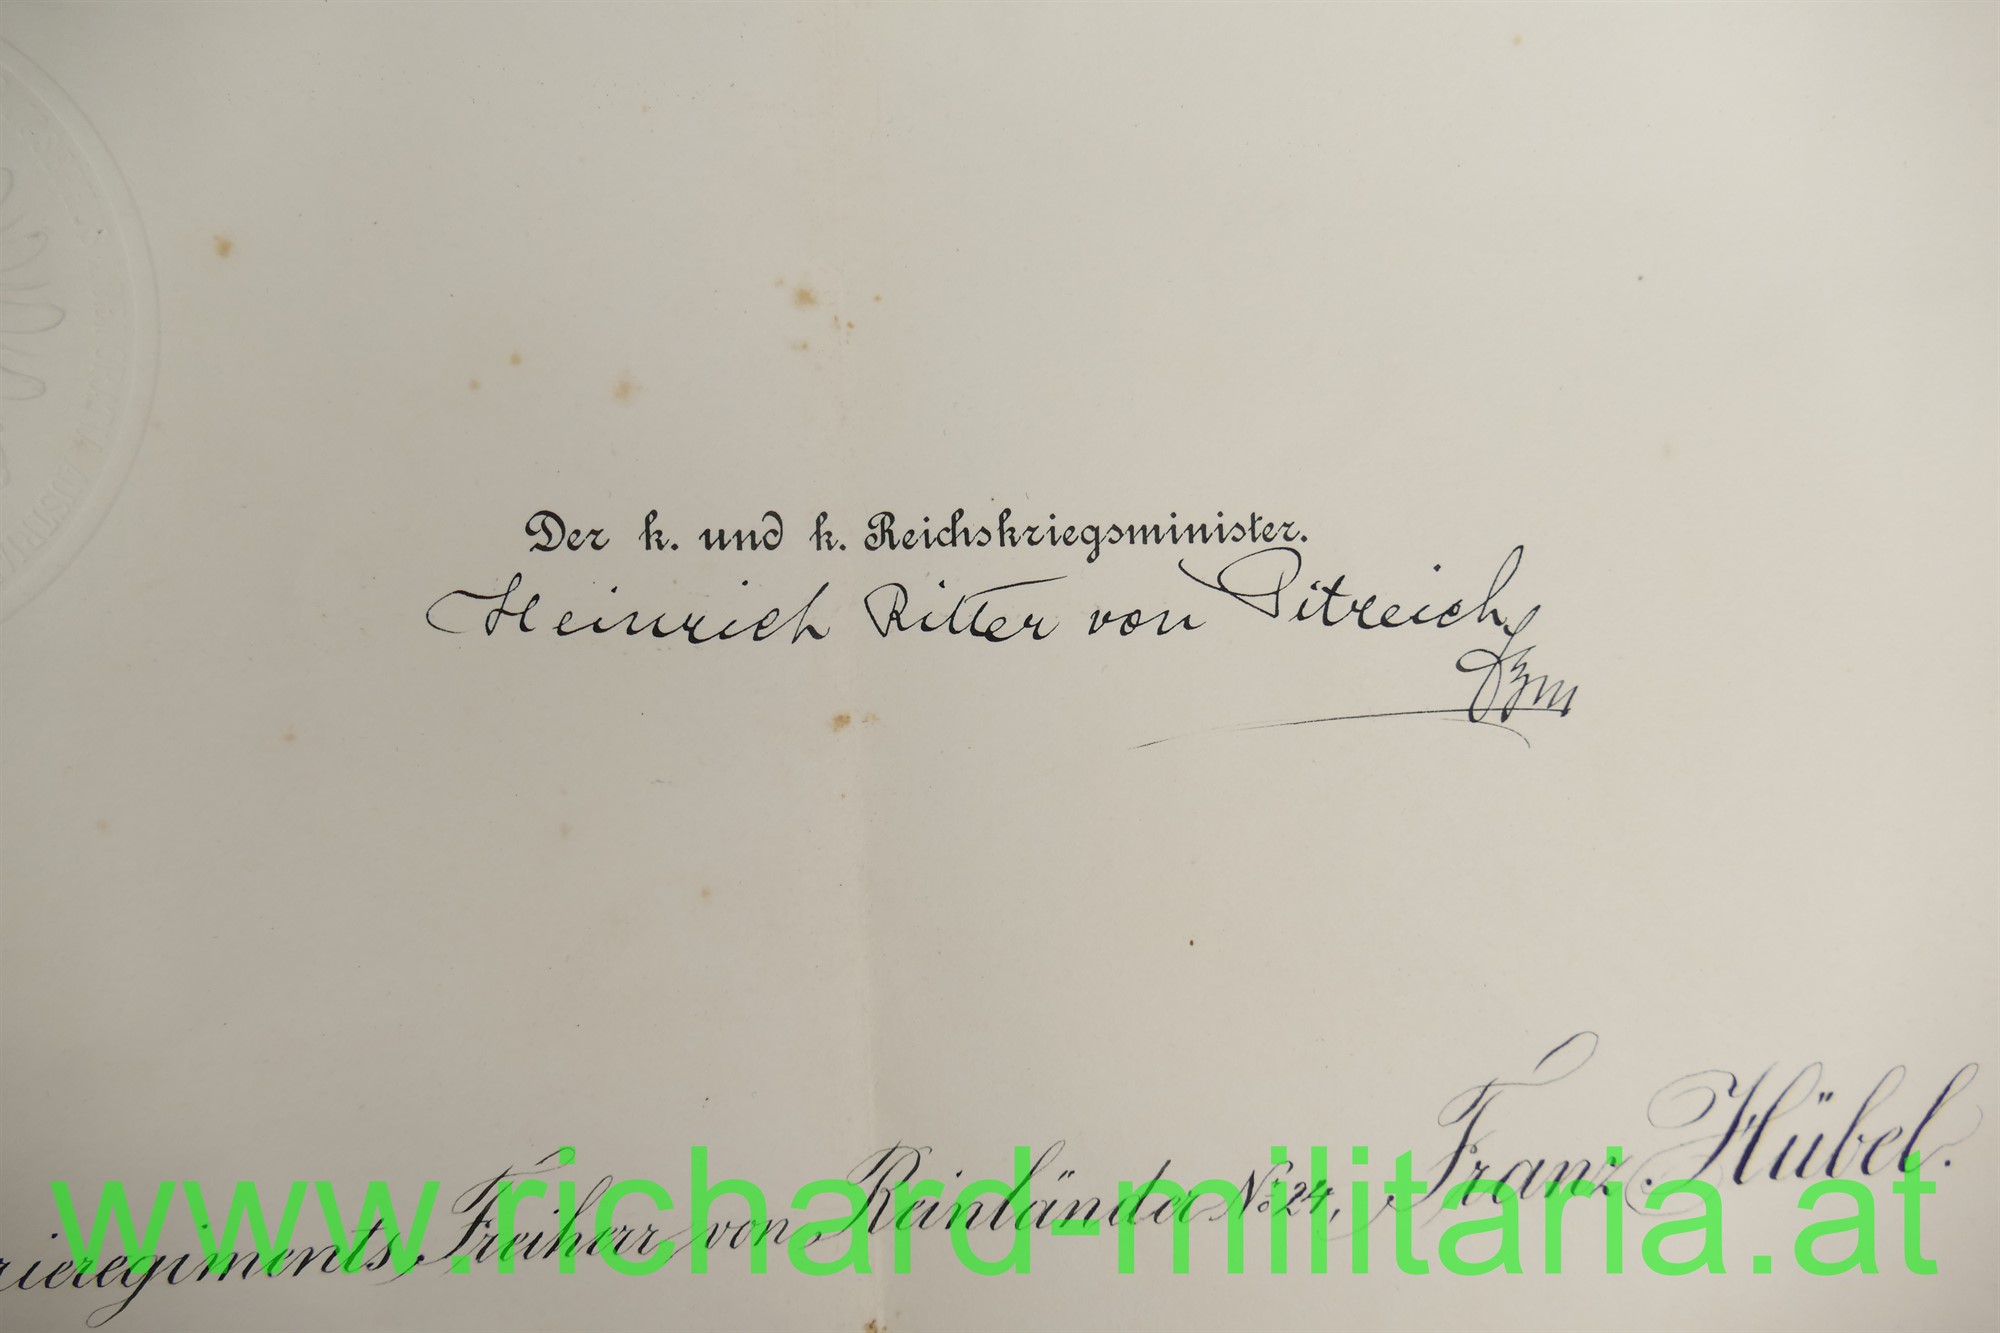 Der k. und k. Reichskriegsminister.
Heinrich Ritter von Pitreich
Fzm
rieregiments Freiherr von Reinländer No 24, Franz Hübel.
www.richard-militaria.at